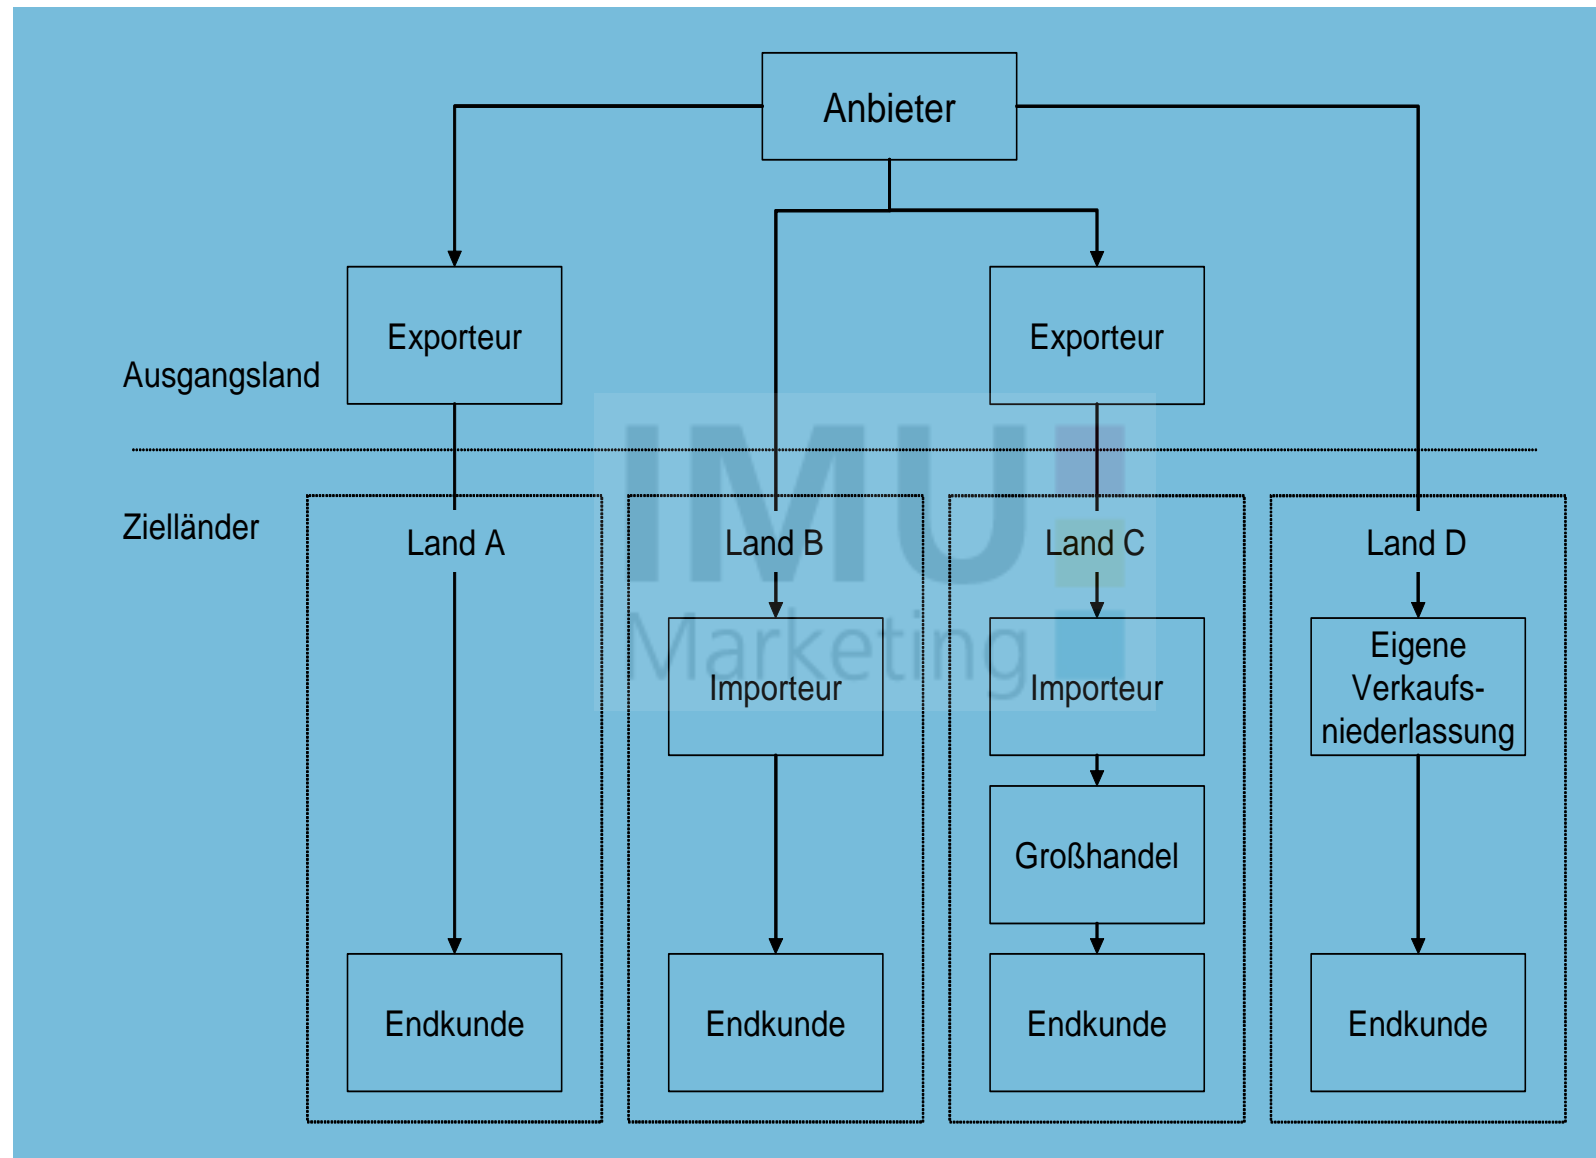 Anbieter
Exporteur
Exporteur
Ausgangsland
Zielländer
Land A
Land B
Land C
Land D
IMU
Marketing
Importeur
Importeur
Eigene
Verkaufs-
niederlassung
Großhandel
Endkunde
Endkunde
Endkunde
Endkunde